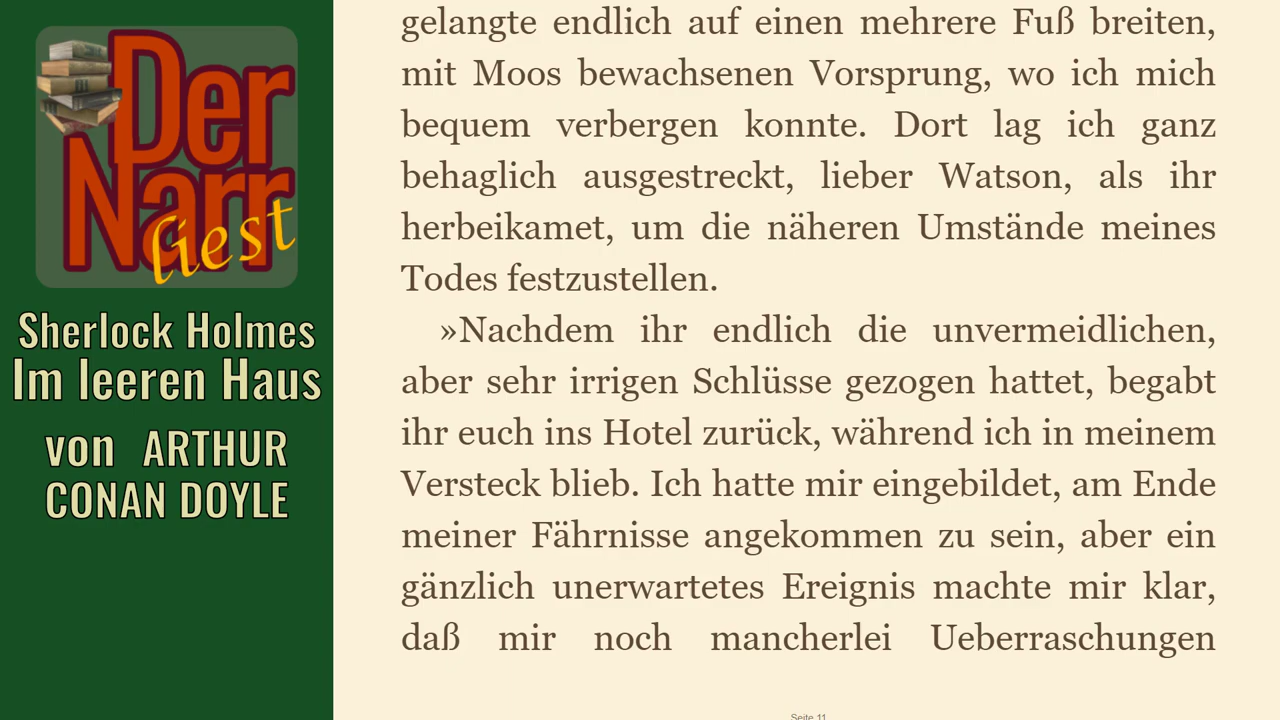 Der
Narr
liest
Sherlock Holmes
Im leeren Haus
von ARTHUR
CONAN DOYLE
gelangte endlich auf einen mehrere Fuß breiten,
mit Moos bewachsenen Vorsprung, wo ich mich
bequem verbergen konnte. Dort lag ich ganz
behaglich ausgestreckt, lieber Watson, als ihr
herbeikamet, um die näheren Umstände meines
Todes festzustellen.
»Nachdem ihr endlich die unvermeidlichen,
aber sehr irrigen Schlüsse gezogen hattet, begabt
ihr euch ins Hotel zurück, während ich in meinem
Versteck blieb. Ich hatte mir eingebildet, am Ende
meiner Fährnisse angekommen zu sein, aber ein
gänzlich unerwartetes Ereignis machte mir klar,
daß mir noch mancherlei Ueberraschungen
Seite 11